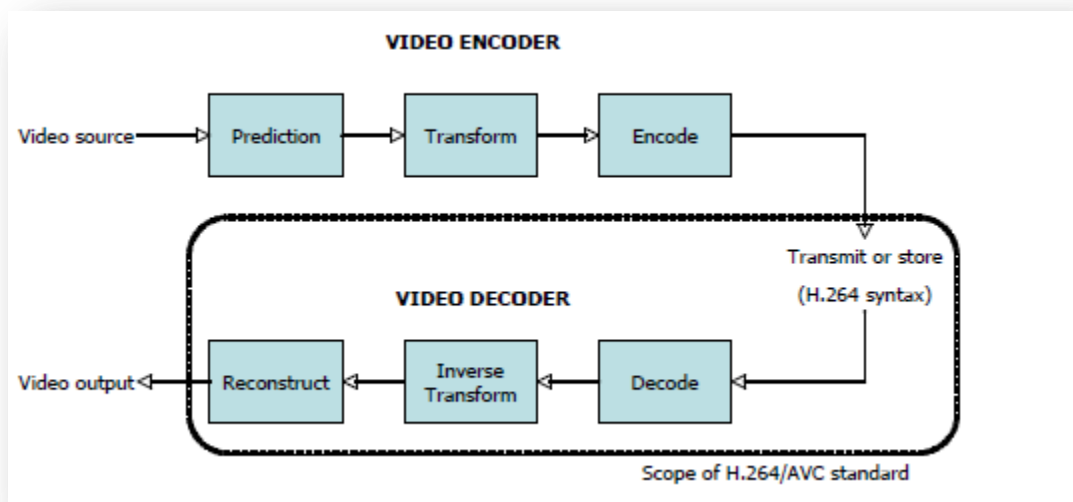 VIDEO ENCODER
Video source
Prediction
Transform
Encode
Transmit or store
(H.264 syntax)
VIDEO DECODER
Video output
Reconstruct
Inverse
Transform
Decode
Scope of H.264/AVC standard